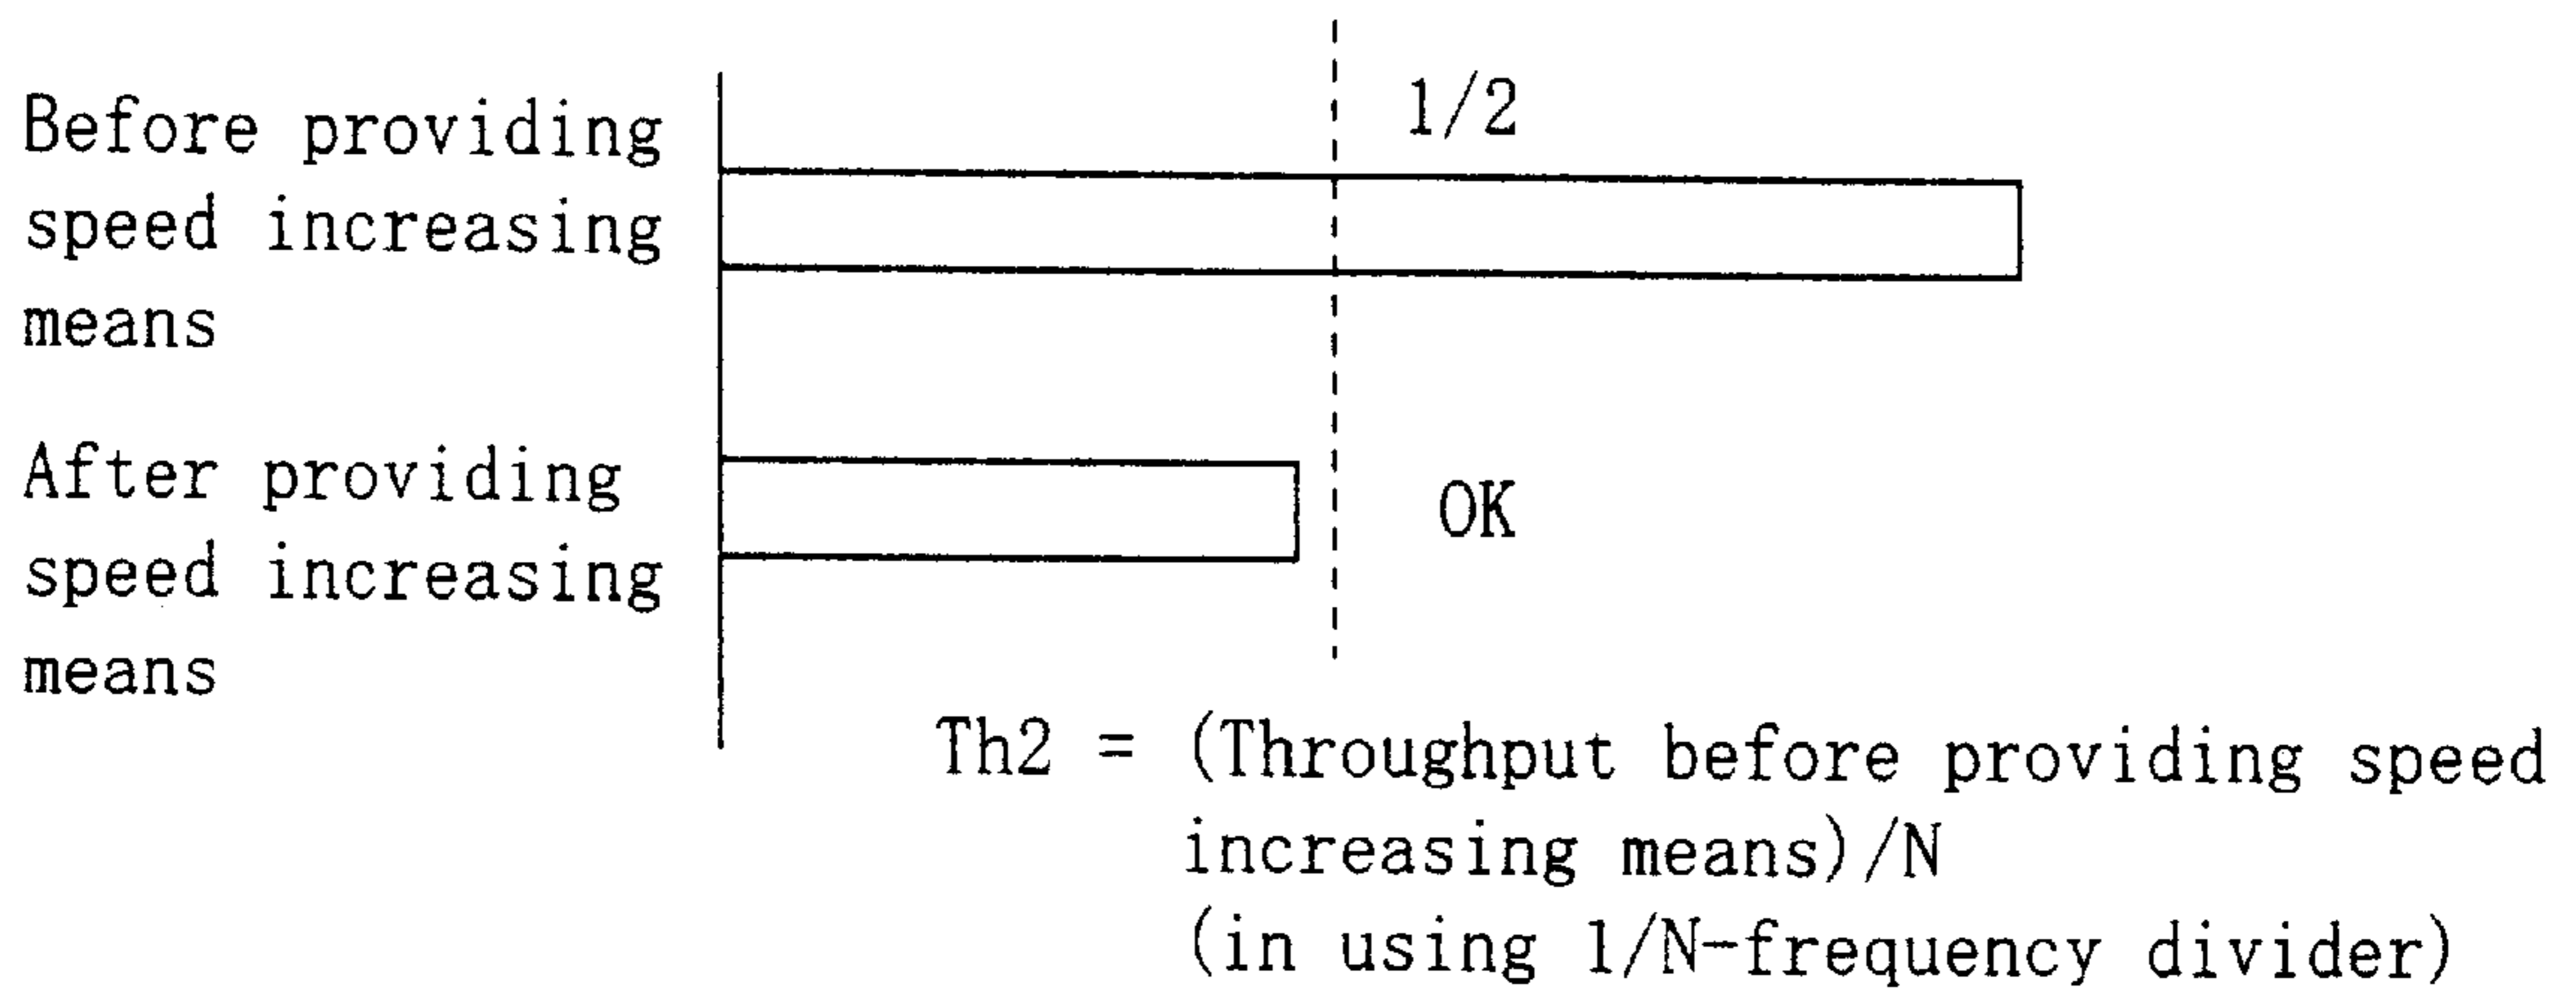 Before providing
speed increasing
means
1/2
After providing
speed increasing
means
OK
Th2 = (Throughput before providing speed
increasing means)/N
(in using 1/N-frequency divider)